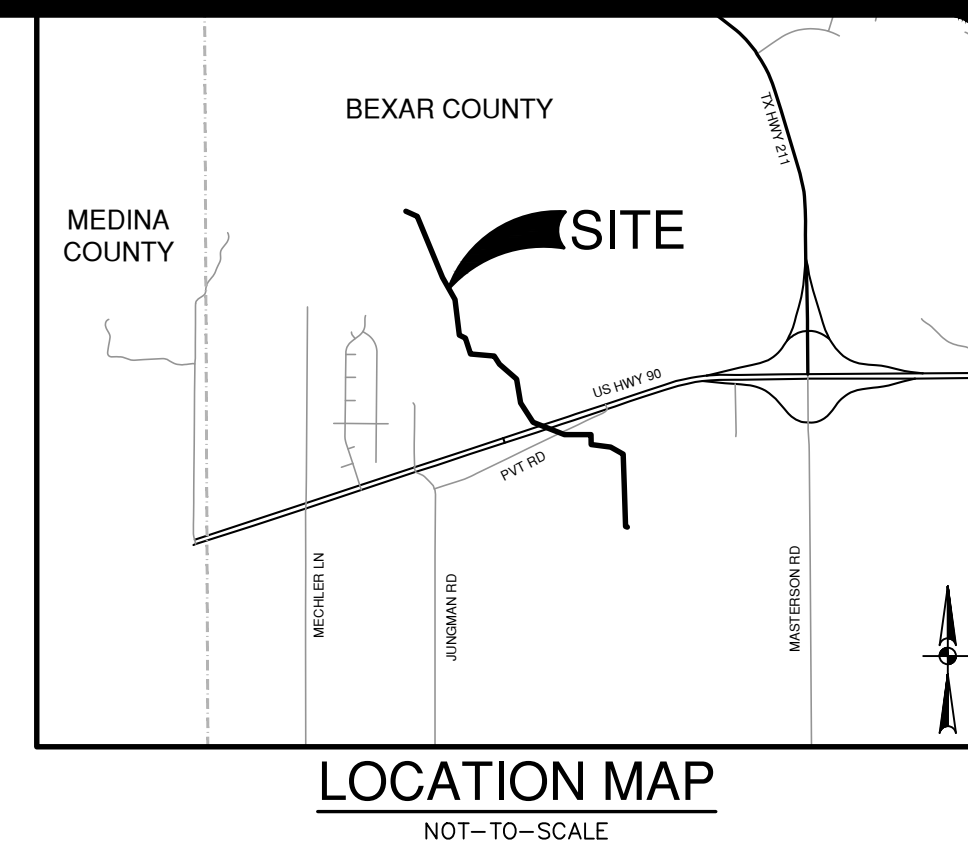 BEXAR COUNTY
TX HWY 211
MEDINA
COUNTY
SITE
US HWY 90
PVT RD
MECHLER LN
JUNGMAN RD
MASTERSON RD
LOCATION MAP
NOT-TO-SCALE